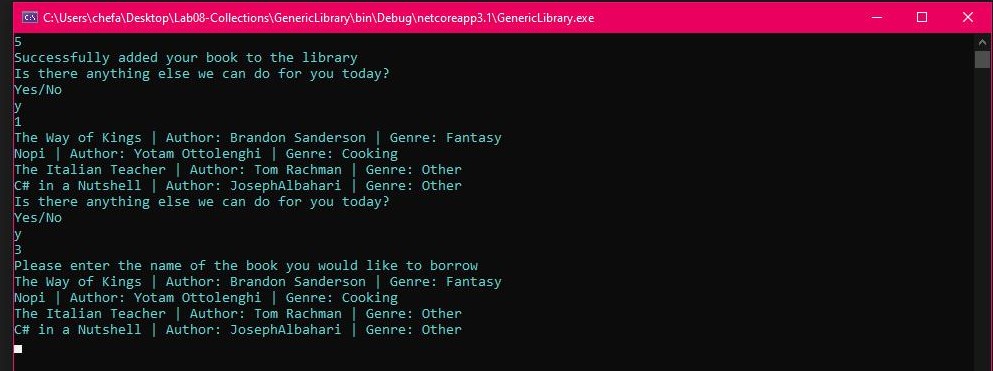 C:\Users\chefa\Desktop\Lab08-Collections\GenericLibrary\bin\Debug\netcoreapp3.1\GenericLibrary.exe
5
Successfully added your book to the library
Is there anything else we can do for you today?
Yes/No
y
1
The Way of Kings | Author: Brandon Sanderson | Genre: Fantasy
Nopi | Author: Yotam Ottolenghi | Genre: Cooking
The Italian Teacher | Author: Tom Rachman | Genre: Other
C# in a Nutshell | Author: JosephAlbahari | Genre: Other
Is there anything else we can do for you today?
Yes/No
y
3
Please enter the name of the book you would like to borrow
The Way of Kings | Author: Brandon Sanderson | Genre: Fantasy
Nopi | Author: Yotam Ottolenghi | Genre: Cooking
The Italian Teacher | Author: Tom Rachman | Genre: Other
C# in a Nutshell | Author: JosephAlbahari | Genre: Other